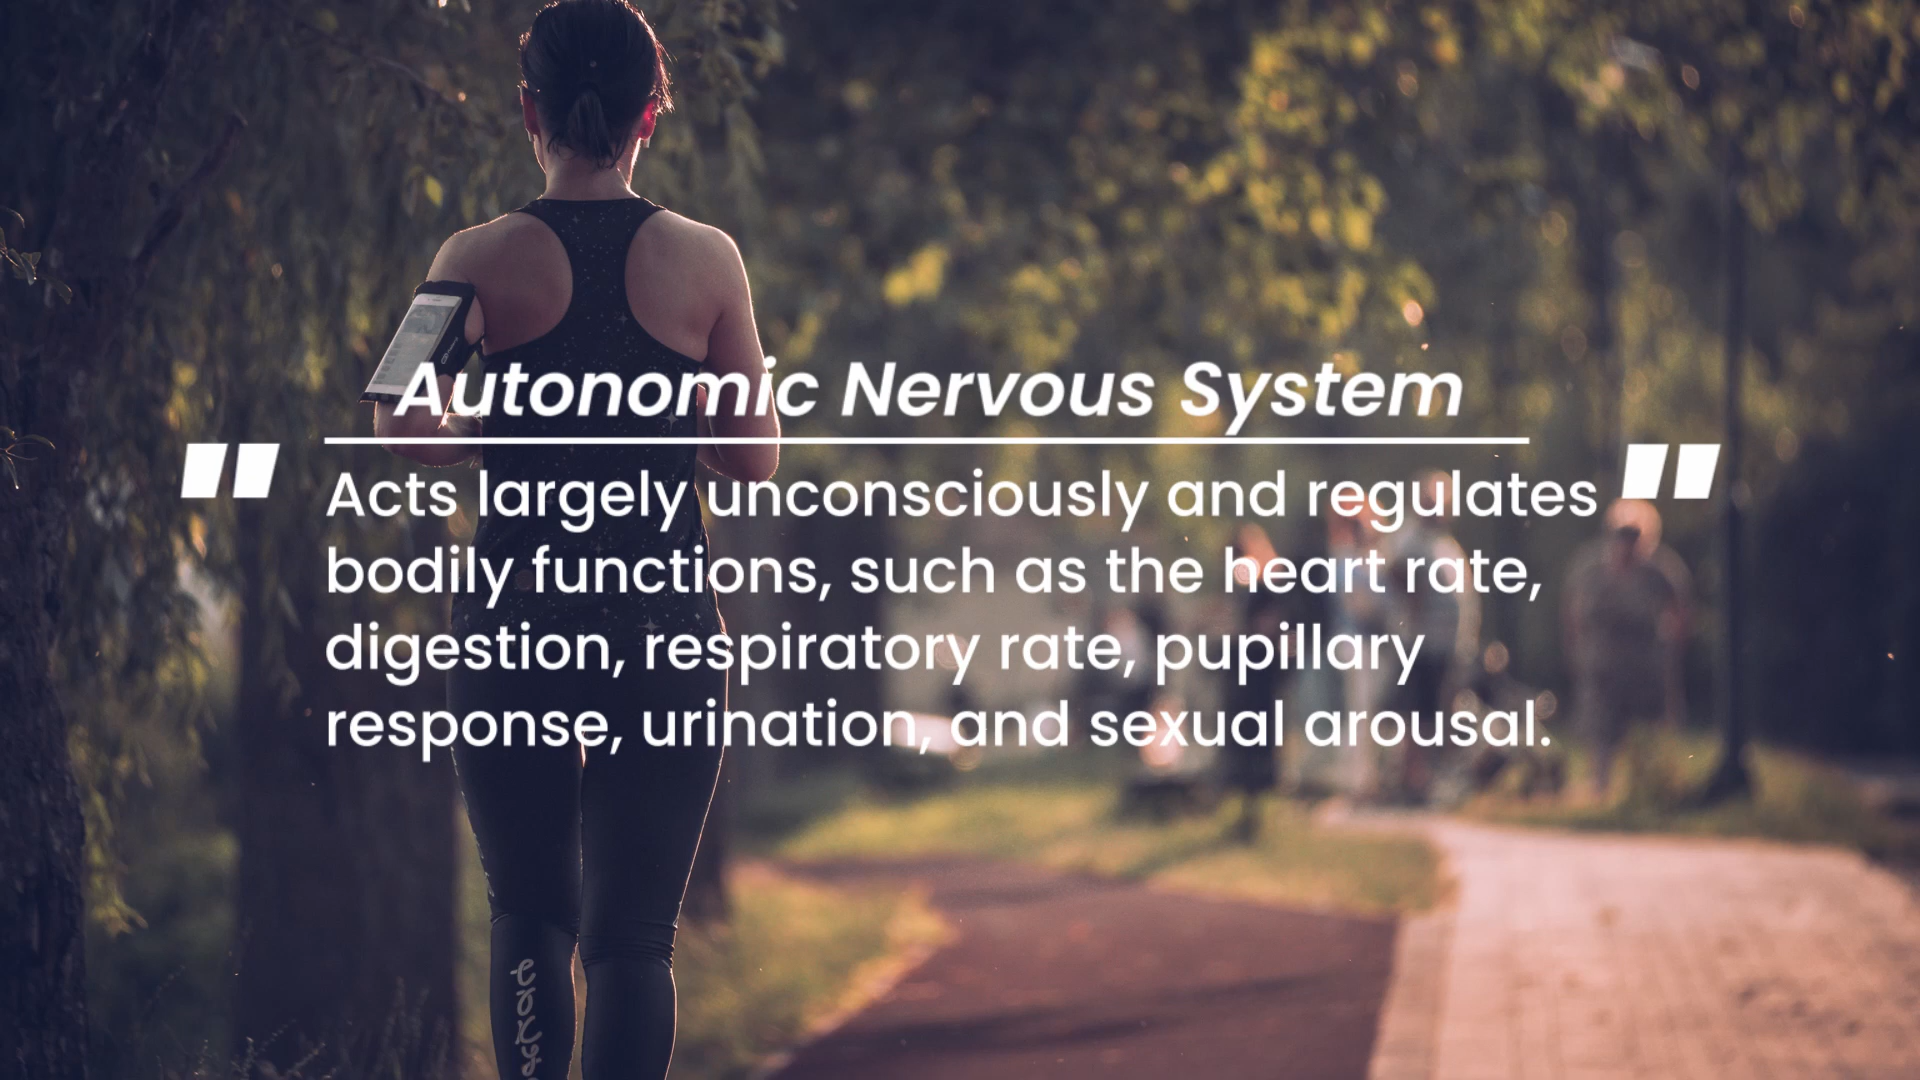 Autonomic Nervous System
" Acts largely unconsciously and regulates "
bodily functions, such as the heart rate,
digestion, respiratory rate, pupillary
response, urination, and sexual arousal.